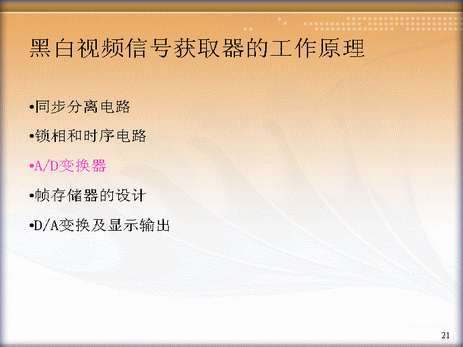 黑白视频信号获取器的工作原理
•同步分离电路
•锁相和时序电路
•A/D变换器
•帧存储器的设计
•D/A变换及显示输出
21